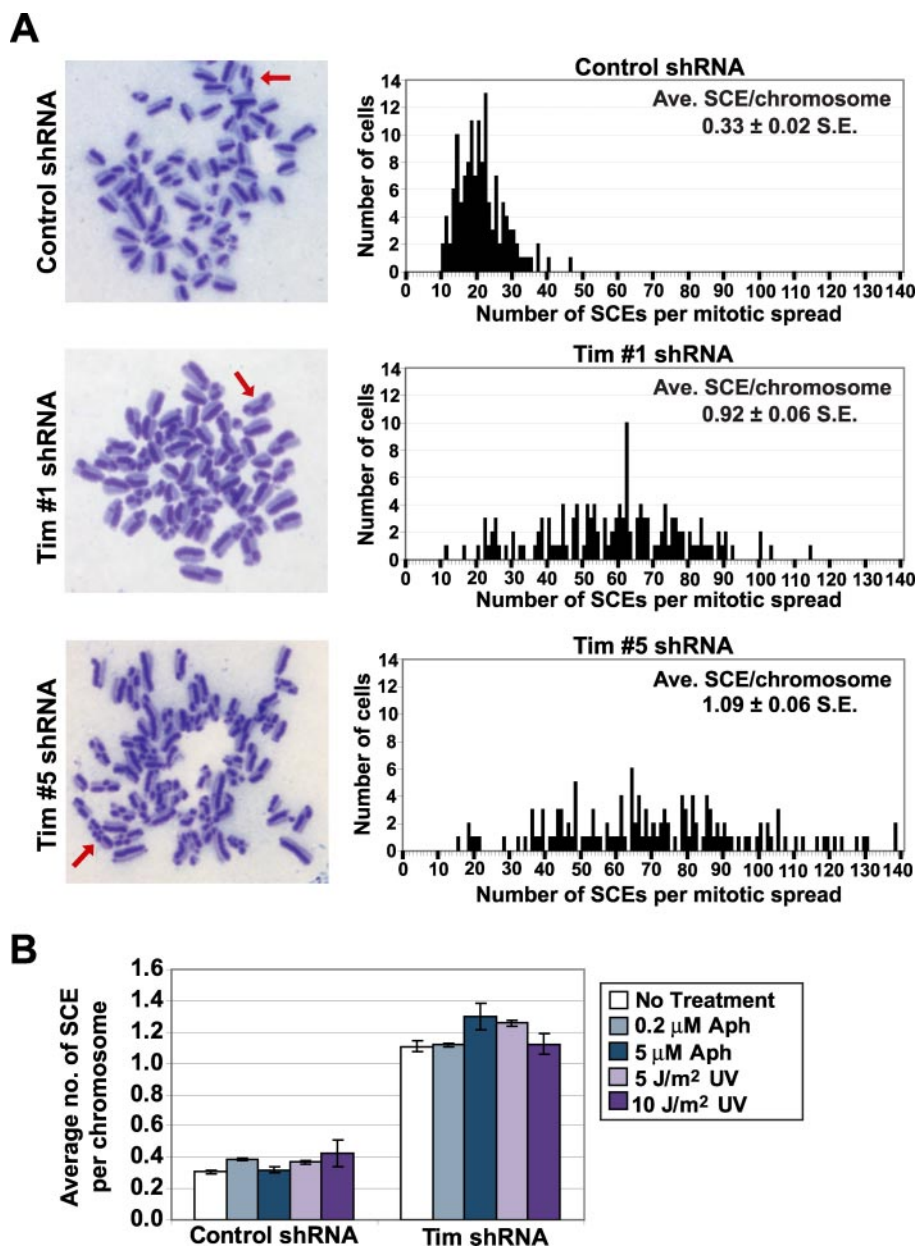 A
Control shRNA
Control shRNA
Ave. SCE/chromosome
0.33 ± 0.02 S.E.
Number of cells
14
12
10
8
6
4
2
0
0 10 20 30 40 50 60 70 80 90 100 110 120 130 140
Number of SCEs per mitotic spread
Tim #1 shRNA
Tim #1 shRNA
Ave. SCE/chromosome
0.92 ± 0.06 S.E.
Number of cells
14
12
10
8
6
4
2
0
0 10 20 30 40 50 60 70 80 90 100 110 120 130 140
Number of SCEs per mitotic spread
Tim #5 shRNA
Tim #5 shRNA
Ave. SCE/chromosome
1.09 ± 0.06 S.E.
Number of cells
14
12
10
8
6
4
2
0
0 10 20 30 40 50 60 70 80 90 100 110 120 130 140
Number of SCEs per mitotic spread
B
Average no. of SCE
per chromosome
1.6
1.4
1.2
1.0
0.8
0.6
0.4
0.2
0.0
Control shRNA Tim shRNA
No Treatment
0.2 µM Aph
5 µM Aph
5 J/m² UV
10 J/m² UV